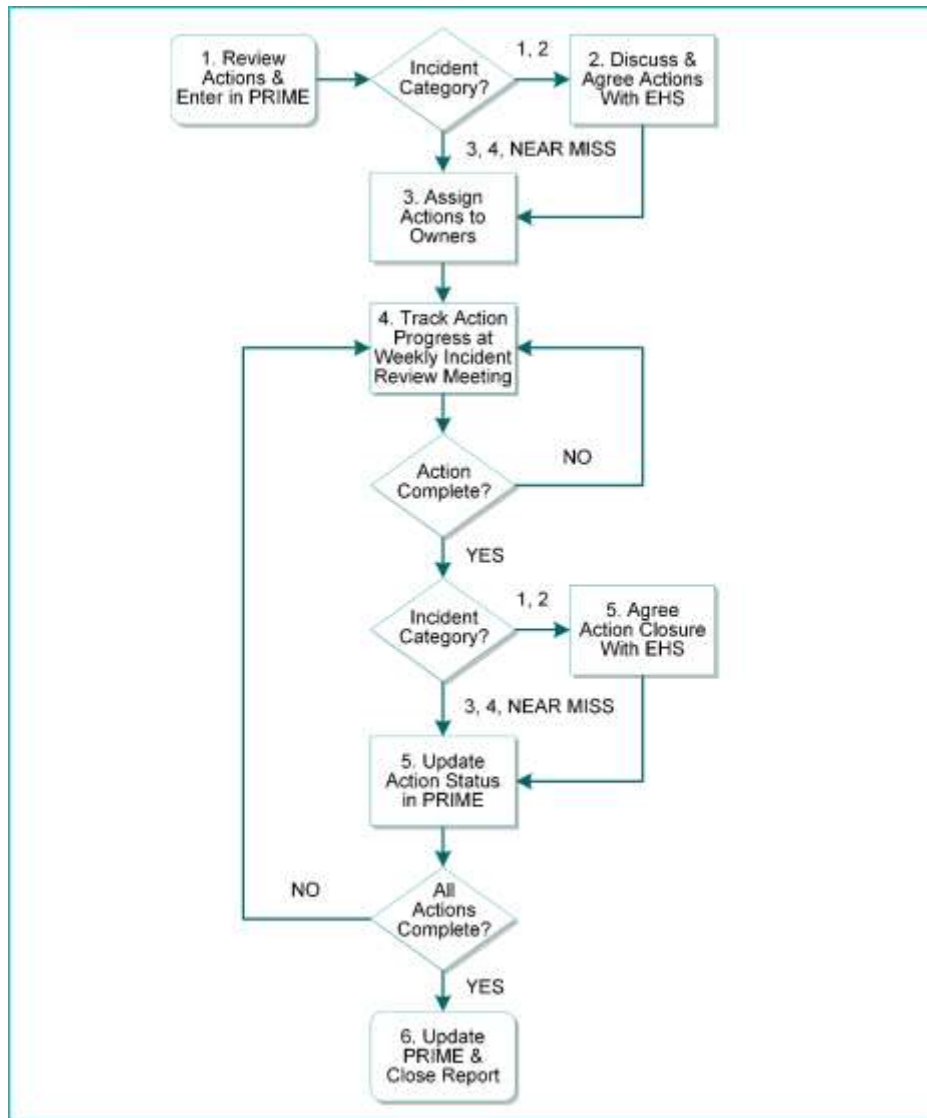 1. Review
Actions &
Enter in PRIME
Incident
Category?
1, 2
2. Discuss &
Agree Actions
With EHS
3, 4, NEAR MISS
3. Assign
Actions to
Owners
4. Track Action
Progress at
Weekly Incident
Review Meeting
Action
Complete?
NO
YES
Incident
Category?
1, 2
5. Agree
Action Closure
With EHS
3, 4, NEAR MISS
5. Update
Action Status
in PRIME
NO
All
Actions
Complete?
YES
6. Update
PRIME &
Close Report